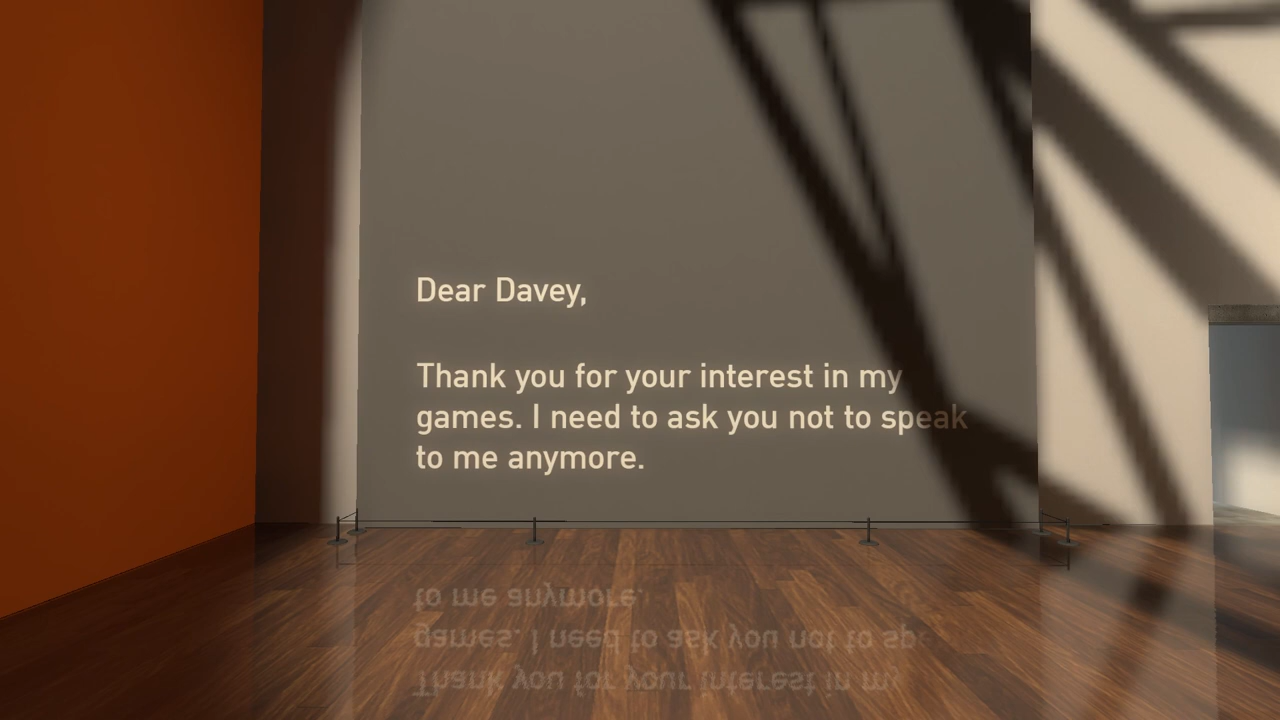 Dear Davey,
Thank you for your interest in my
games. I need to ask you not to speak
to me anymore.